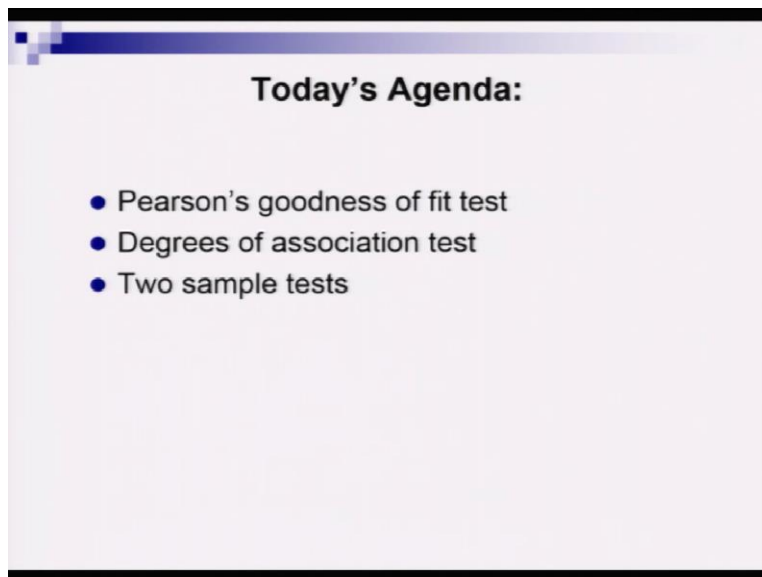 Today's Agenda:
Pearson's goodness of fit test
Degrees of association test
Two sample tests